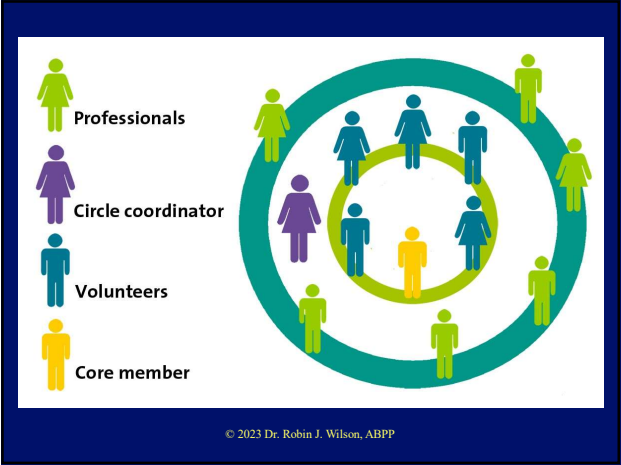 Professionals
Circle coordinator
Volunteers
Core member
© 2023 Dr. Robin J. Wilson, ABPP